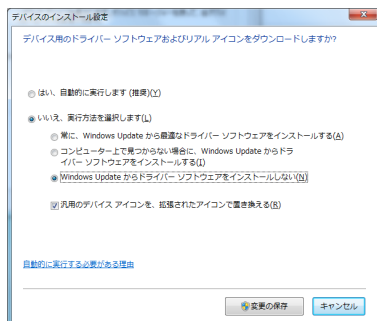 デバイスのインストール設定
デバイス用のドライバー ソフトウェアおよびリアル アイコンをダウンロードしますか?
はい、自動的に実行します (推奨)(Y)
いいえ、実行方法を選択します(L)
常に、Windows Update から最適なドライバー ソフトウェアをインストールする(A)
コンピューター上で見つからない場合に、Windows Update からドラ
イバー ソフトウェアをインストールする(I)
Windows Update からドライバー ソフトウェアをインストールしない(N)
汎用のデバイス アイコンを、拡張されたアイコンで置き換える(R)
自動的に実行する必要がある理由
変更の保存
キャンセル